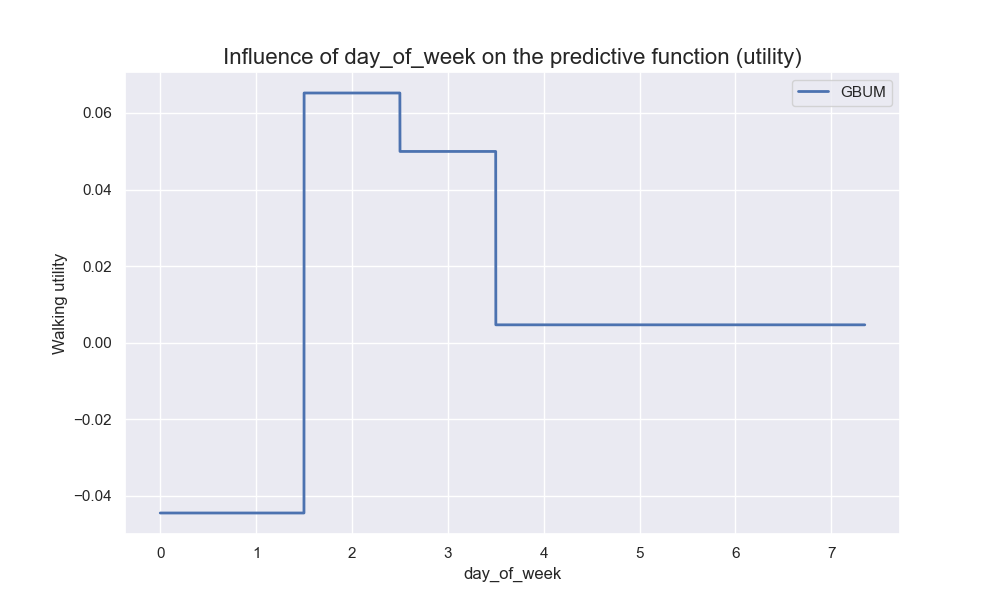 Influence of day_of_week on the predictive function (utility)
GBUM
0.06
0.04
0.02
0.00
−0.02
−0.04
Walking utility
0 1 2 3 4 5 6 7
day_of_week